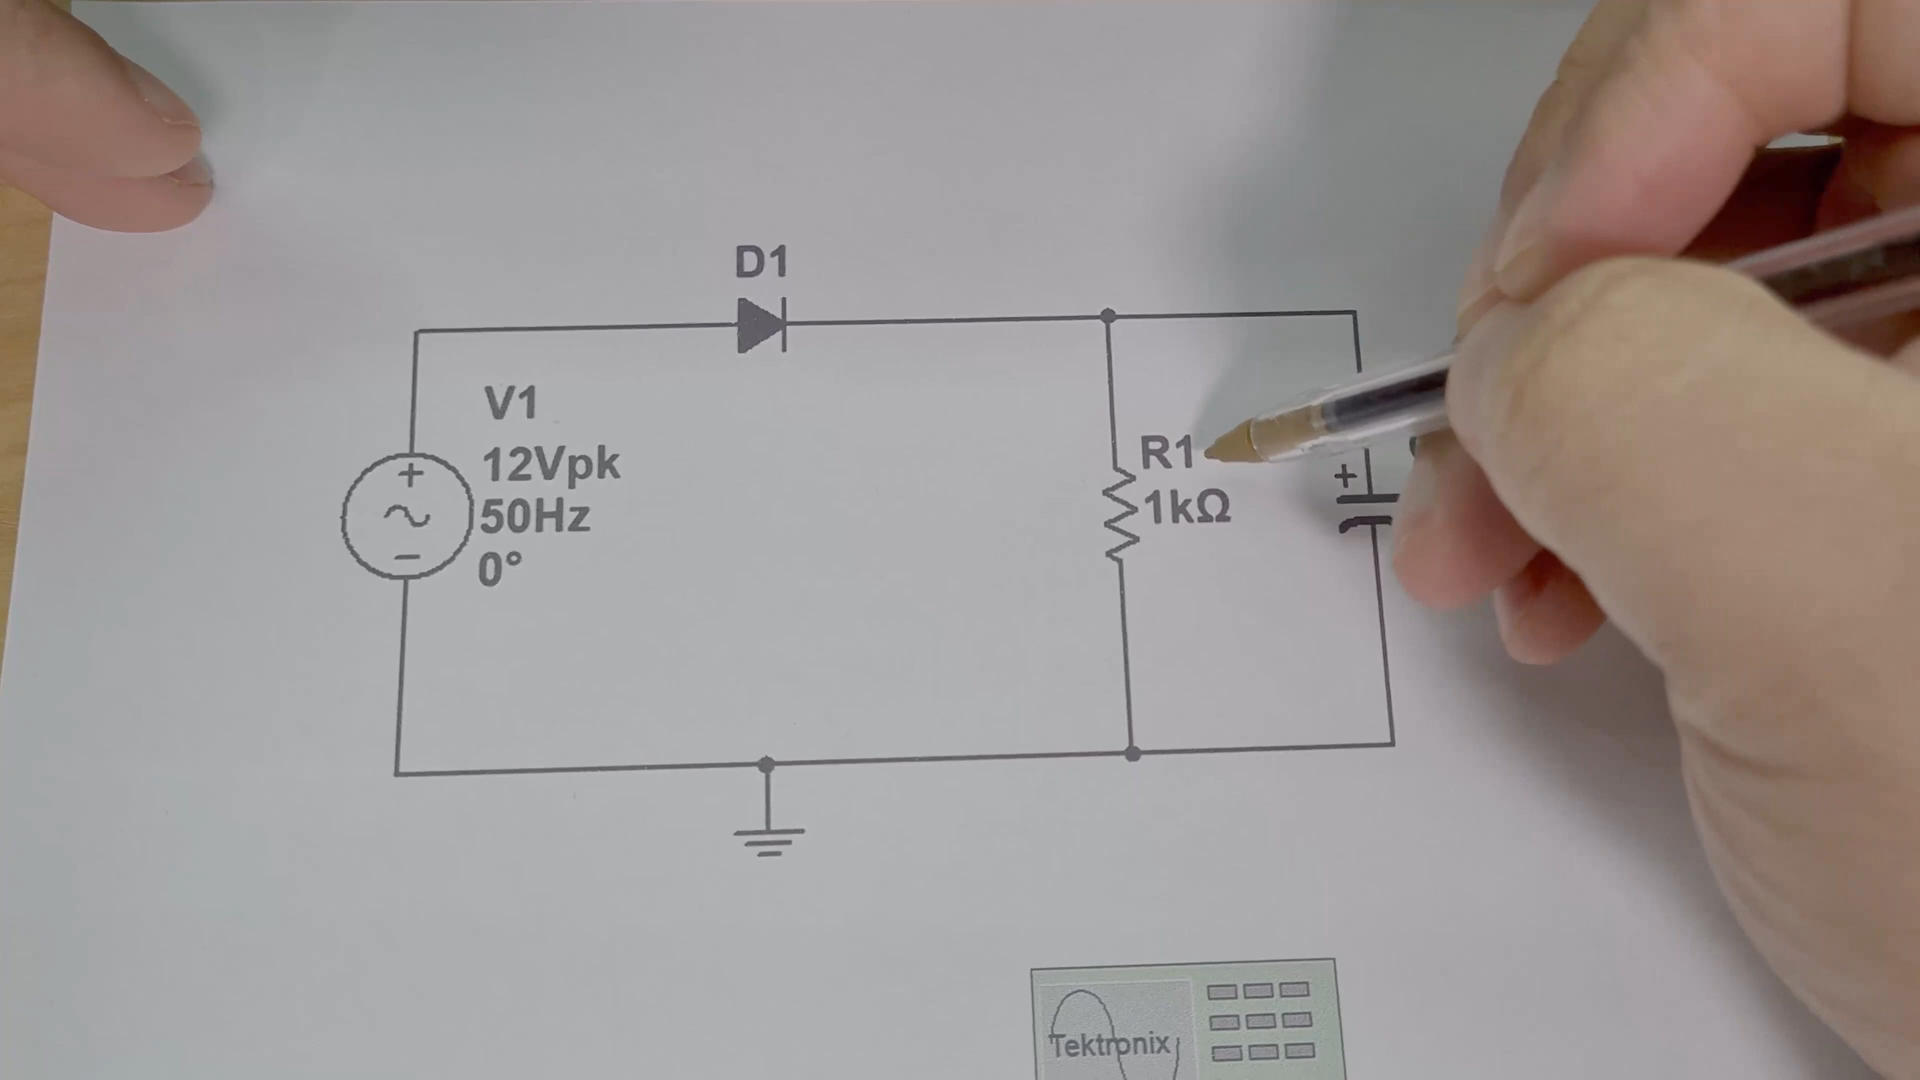 D1
V1
12Vpk
50Hz
0°
R1
1kΩ
+
+
−
Tektronix